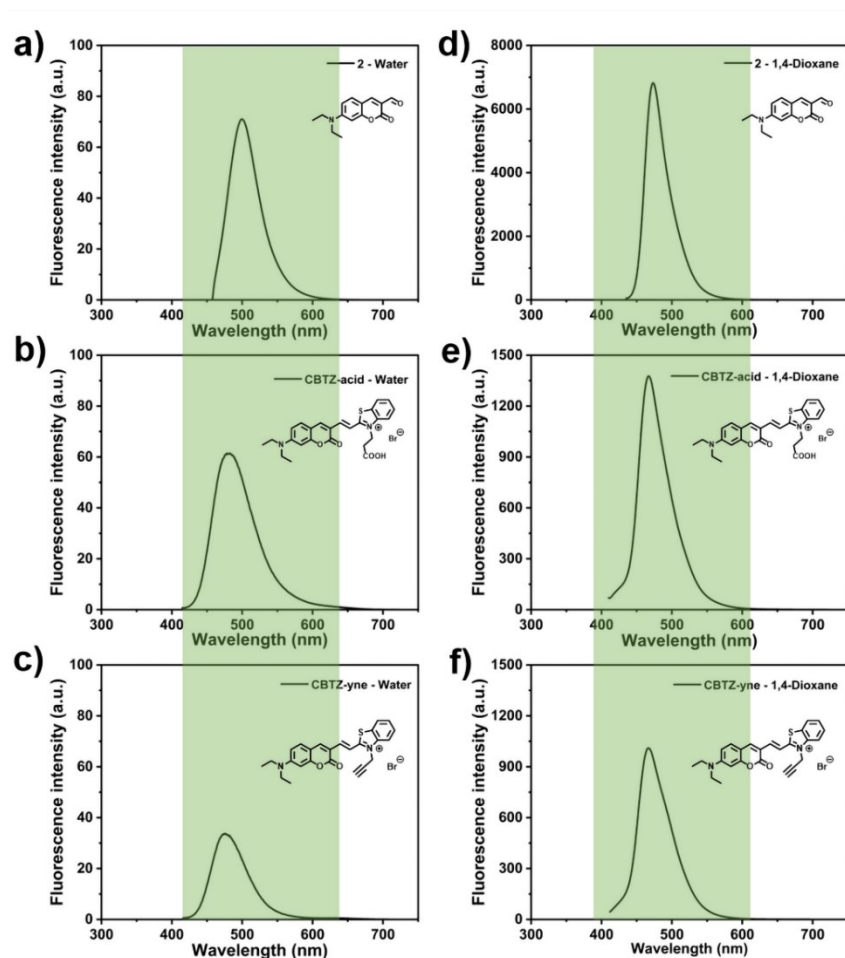 a)
Fluorescence intensity (a.u.)
100
80
60
40
20
0
2 - Water
N
O
O
O
300 400 500 600 700
Wavelength (nm)
d)
Fluorescence intensity (a.u.)
8000
6000
4000
2000
0
2 - 1,4-Dioxane
N
O
O
O
300 400 500 600 700
Wavelength (nm)
b)
Fluorescence intensity (a.u.)
100
80
60
40
20
0
CBTZ-acid - Water
S
N
⊕
Br ⊖
N
O
O
COOH
300 400 500 600 700
Wavelength (nm)
e)
Fluorescence intensity (a.u.)
1500
1200
900
600
300
0
CBTZ-acid - 1,4-Dioxane
S
N
⊕
Br ⊖
N
O
O
COOH
300 400 500 600 700
Wavelength (nm)
c)
Fluorescence intensity (a.u.)
100
80
60
40
20
0
CBTZ-yne - Water
S
N
⊕
Br ⊖
N
O
O
300 400 500 600 700
Wavelength (nm)
f)
Fluorescence intensity (a.u.)
1500
1200
900
600
300
0
CBTZ-yne - 1,4-Dioxane
S
N
⊕
Br ⊖
N
O
O
300 400 500 600 700
Wavelength (nm)